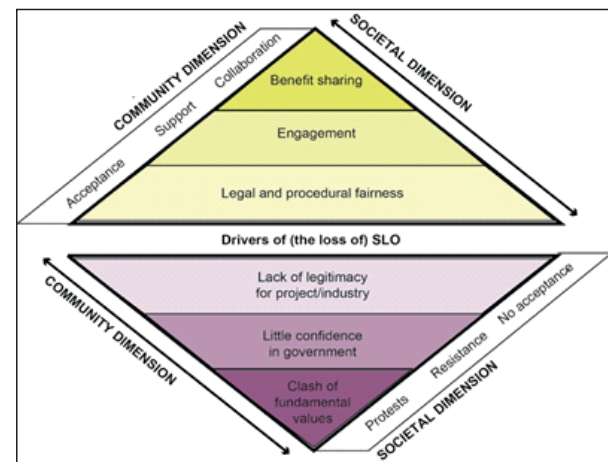 COMMUNITY DIMENSION
SOCIETAL DIMENSION
Collaboration
Support
Acceptance
Benefit sharing
Engagement
Legal and procedural fairness
Drivers of (the loss of) SLO
Lack of legitimacy
for project/industry
Little confidence
in government
Clash of
fundamental
values
No acceptance
Resistance
Protests
COMMUNITY DIMENSION
SOCIETAL DIMENSION